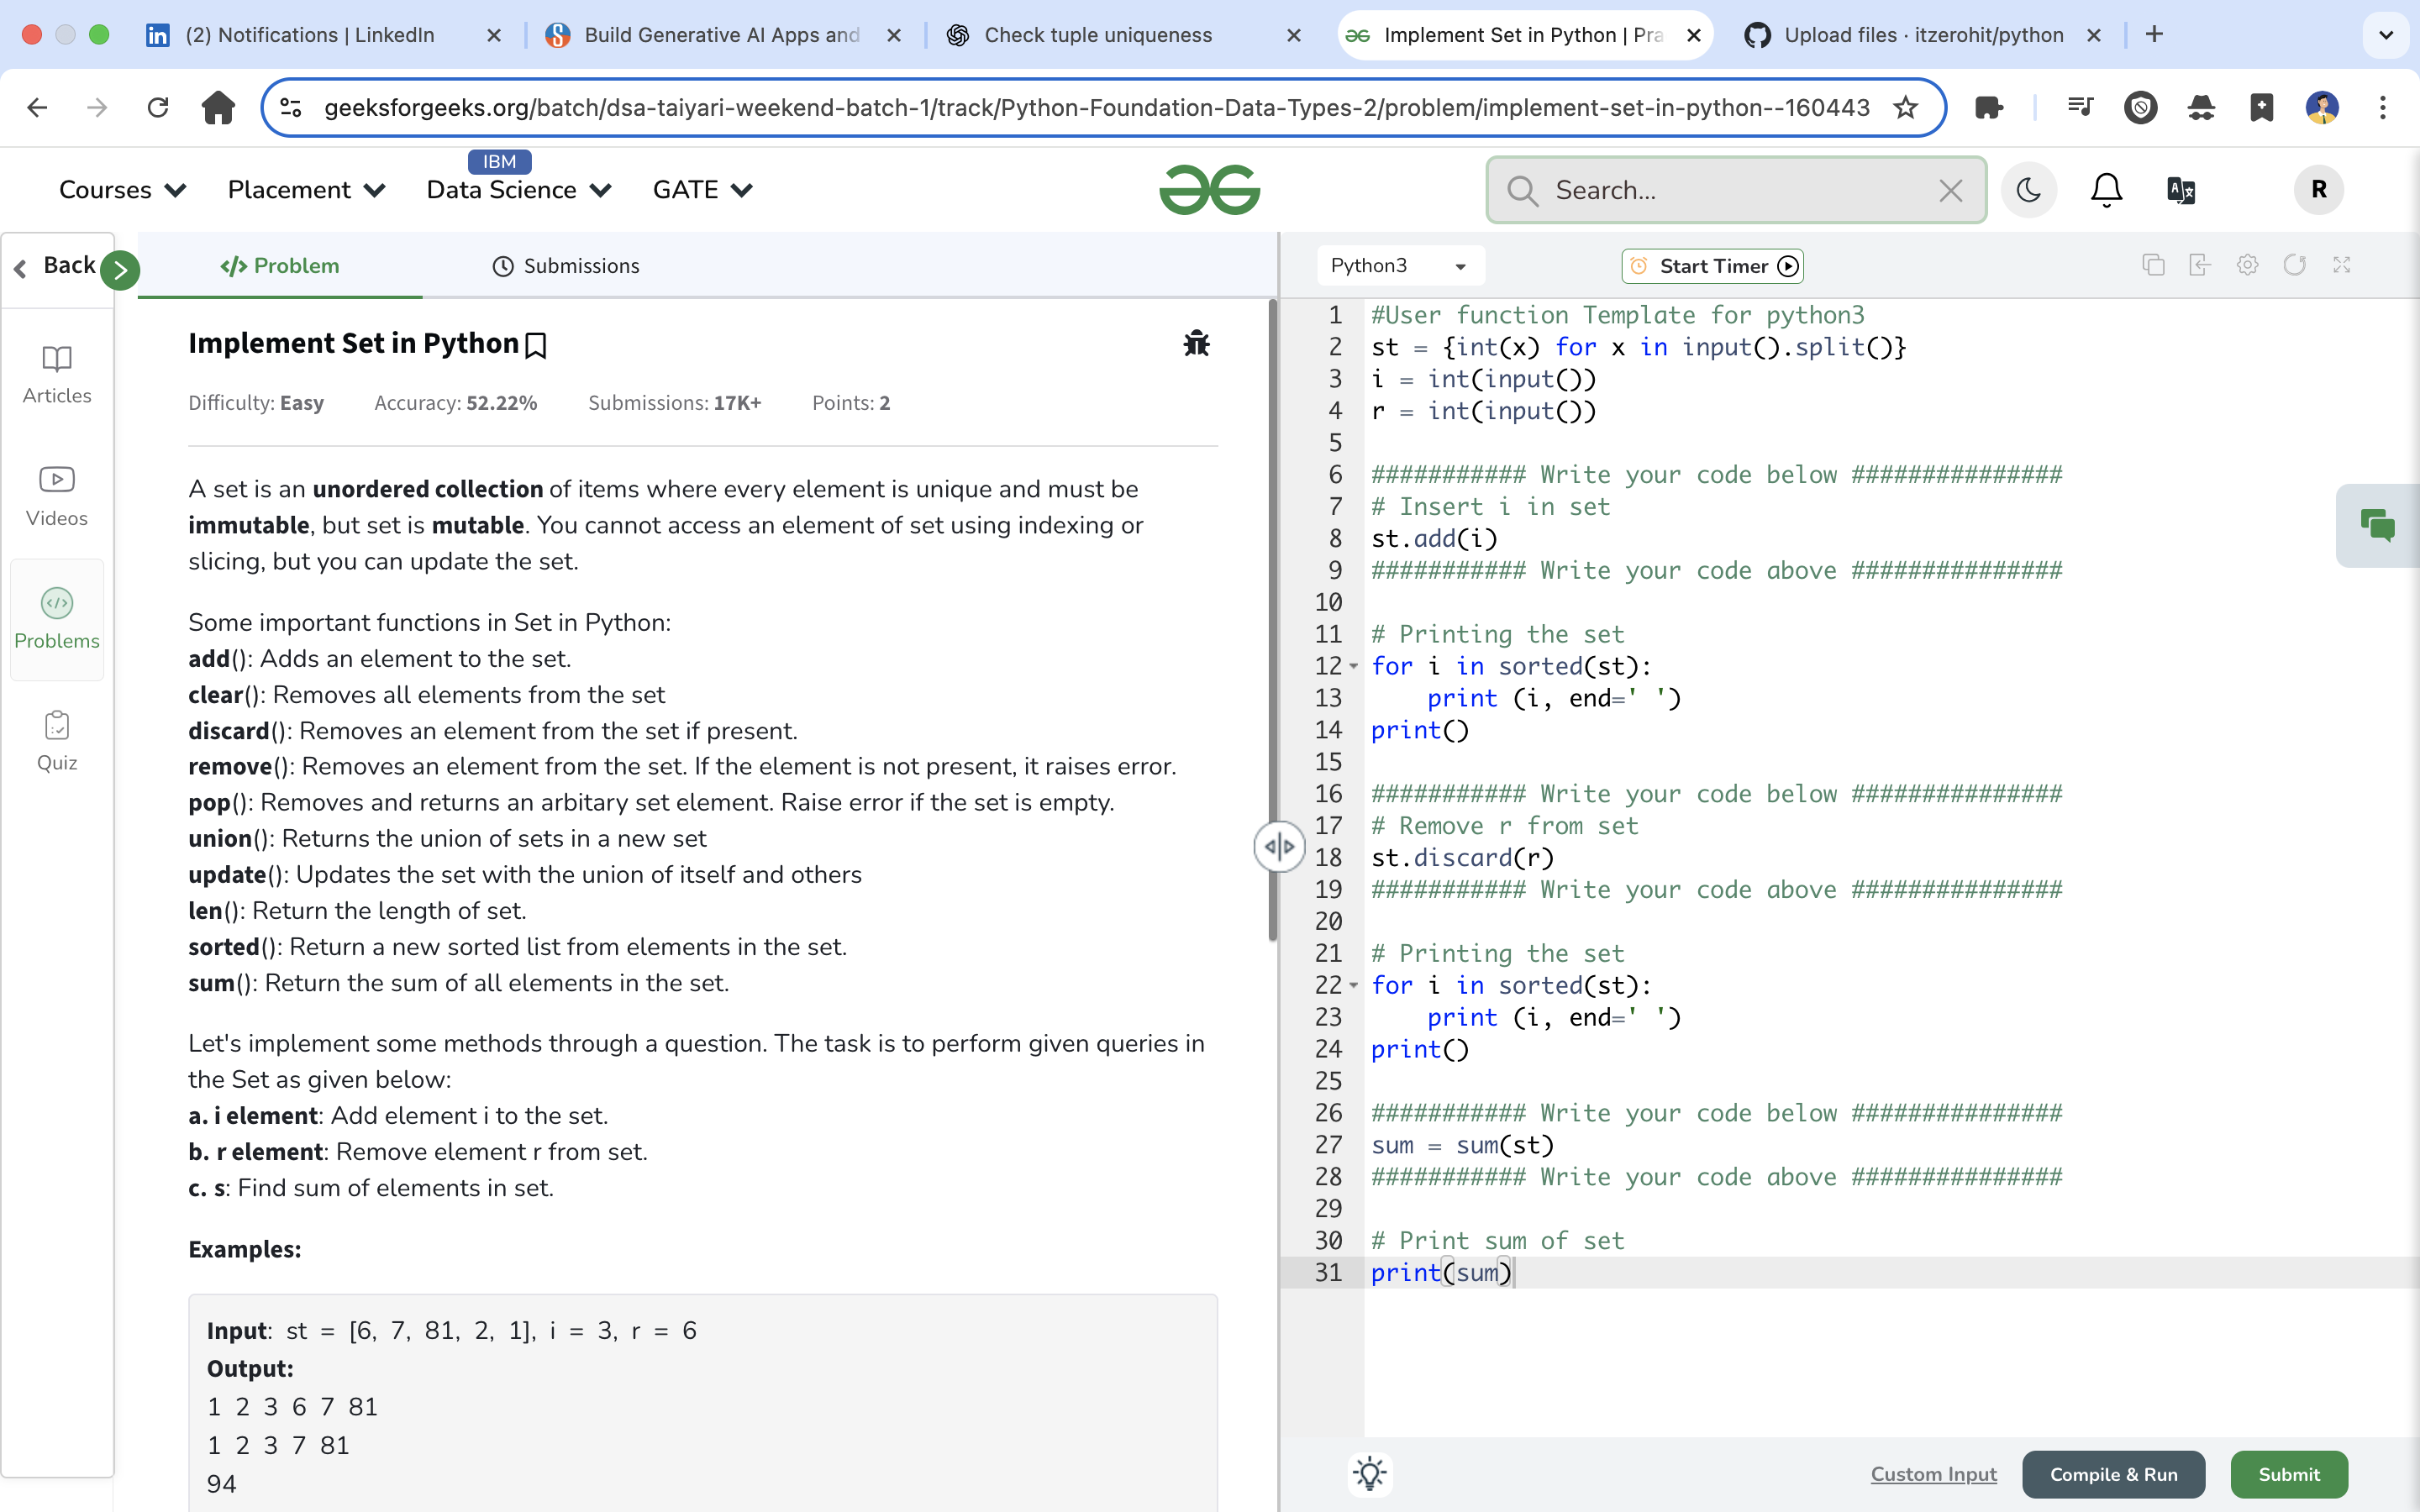 (2) Notifications | LinkedIn
Build Generative AI Apps and
Check tuple uniqueness
Implement Set in Python | Pra
Upload files · itzerohit/python
geeksforgeeks.org/batch/dsa-taiyari-weekend-batch-1/track/Python-Foundation-Data-Types-2/problem/implement-set-in-python--160443
Courses
Placement
IBM
Data Science
GATE
Search...
R
Back
Articles
Videos
Problems
Quiz
</> Problem
Submissions
Implement Set in Python
Difficulty: Easy Accuracy: 52.22% Submissions: 17K+ Points: 2
A set is an unordered collection of items where every element is unique and must be
immutable, but set is mutable. You cannot access an element of set using indexing or
slicing, but you can update the set.
Some important functions in Set in Python:
add(): Adds an element to the set.
clear(): Removes all elements from the set
discard(): Removes an element from the set if present.
remove(): Removes an element from the set. If the element is not present, it raises error.
pop(): Removes and returns an arbitary set element. Raise error if the set is empty.
union(): Returns the union of sets in a new set
update(): Updates the set with the union of itself and others
len(): Return the length of set.
sorted(): Return a new sorted list from elements in the set.
sum(): Return the sum of all elements in the set.
Let's implement some methods through a question. The task is to perform given queries in
the Set as given below:
a. i element: Add element i to the set.
b. r element: Remove element r from set.
c. s: Find sum of elements in set.
Examples:
Input: st = [6, 7, 81, 2, 1], i = 3, r = 6
Output:
1 2 3 6 7 81
1 2 3 7 81
94
Python3
Start Timer
1 #User function Template for python3
2 st = {int(x) for x in input().split()}
3 i = int(input())
4 r = int(input())
5
6 ########### Write your code below ###############
7 # Insert i in set
8 st.add(i)
9 ########### Write your code above ###############
10
11 # Printing the set
12 for i in sorted(st):
13     print (i, end=' ')
14 print()
15
16 ########### Write your code below ###############
17 # Remove r from set
18 st.discard(r)
19 ########### Write your code above ###############
20
21 # Printing the set
22 for i in sorted(st):
23     print (i, end=' ')
24 print()
25
26 ########### Write your code below ###############
27 sum = sum(st)
28 ########### Write your code above ###############
29
30 # Print sum of set
31 print(sum)
Custom Input
Compile & Run
Submit